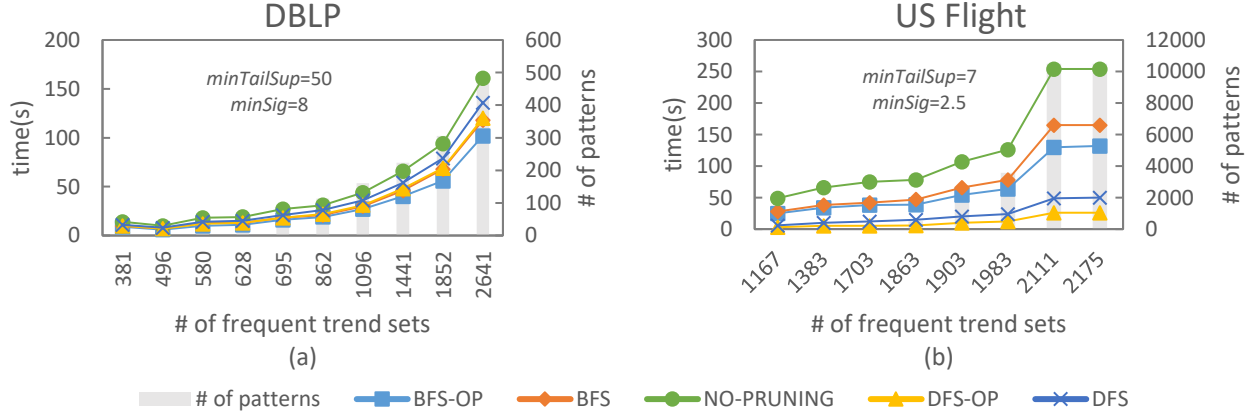 DBLP
200
150
100
50
0
time(s)
minTailSup=50
minSig=8
600
500
400
300
200
100
0
# of patterns
381
496
580
628
695
862
1096
1441
1852
2641
# of frequent trend sets
(a)
US Flight
300
250
200
150
100
50
0
time(s)
minTailSup=7
minSig=2.5
12000
10000
8000
6000
4000
2000
0
# of patterns
1167
1383
1703
1863
1903
1983
2111
2175
# of frequent trend sets
(b)
# of patterns BFS-OP BFS NO-PRUNING DFS-OP DFS